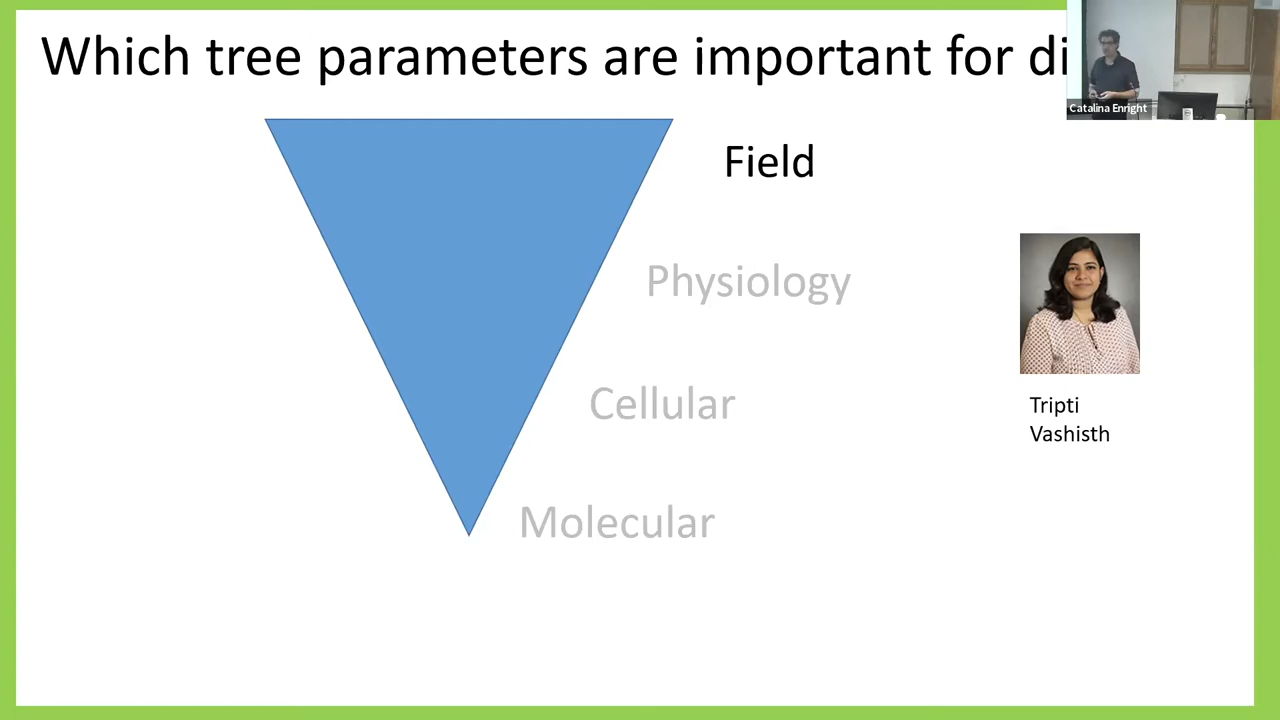 Which tree parameters are important for di
Catalina Enright
Field
Physiology
Cellular
Tripti
Vashisth
Molecular